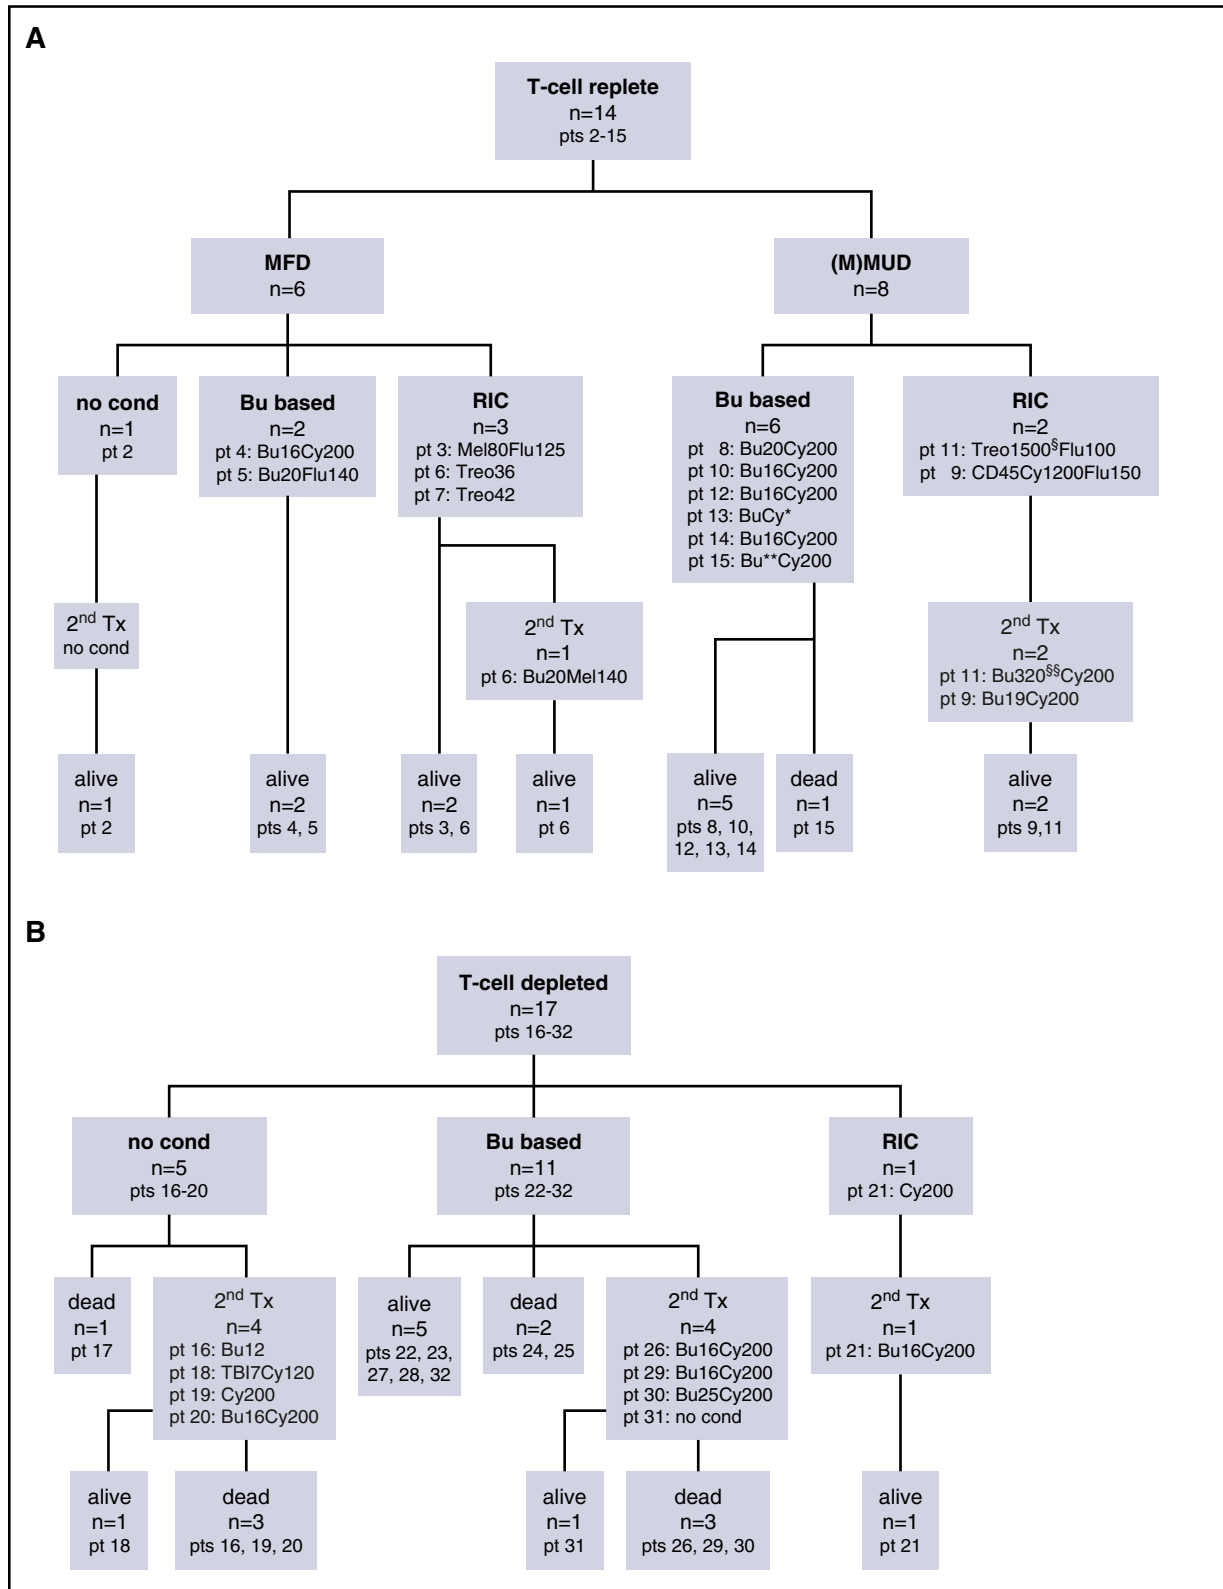 A
T-cell replete
n=14
pts 2-15
MFD
n=6
(M)MUD
n=8
no cond
n=1
pt 2
Bu based
n=2
pt 4: Bu16Cy200
pt 5: Bu20Flu140
RIC
n=3
pt 3: Mel80Flu125
pt 6: Treo36
pt 7: Treo42
Bu based
n=6
pt 8: Bu20Cy200
pt 10: Bu16Cy200
pt 12: Bu16Cy200
pt 13: BuCy*
pt 14: Bu16Cy200
pt 15: Bu**Cy200
RIC
n=2
pt 11: Treo1500§Flu100
pt 9: CD45Cy1200Flu150
2nd Tx
no cond
2nd Tx
n=1
pt 6: Bu20Mel140
2nd Tx
n=2
pt 11: Bu320§§Cy200
pt 9: Bu19Cy200
alive
n=1
pt 2
alive
n=2
pts 4, 5
alive
n=2
pts 3, 6
alive
n=1
pt 6
alive
n=5
pts 8, 10,
12, 13, 14
dead
n=1
pt 15
alive
n=2
pts 9,11
B
T-cell depleted
n=17
pts 16-32
no cond
n=5
pts 16-20
Bu based
n=11
pts 22-32
RIC
n=1
pt 21: Cy200
dead
n=1
pt 17
2nd Tx
n=4
pt 16: Bu12
pt 18: TBI7Cy120
pt 19: Cy200
pt 20: Bu16Cy200
alive
n=5
pts 22, 23,
27, 28, 32
dead
n=2
pts 24, 25
2nd Tx
n=4
pt 26: Bu16Cy200
pt 29: Bu16Cy200
pt 30: Bu25Cy200
pt 31: no cond
2nd Tx
n=1
pt 21: Bu16Cy200
alive
n=1
pt 18
dead
n=3
pts 16, 19, 20
alive
n=1
pt 31
dead
n=3
pts 26, 29, 30
alive
n=1
pt 21